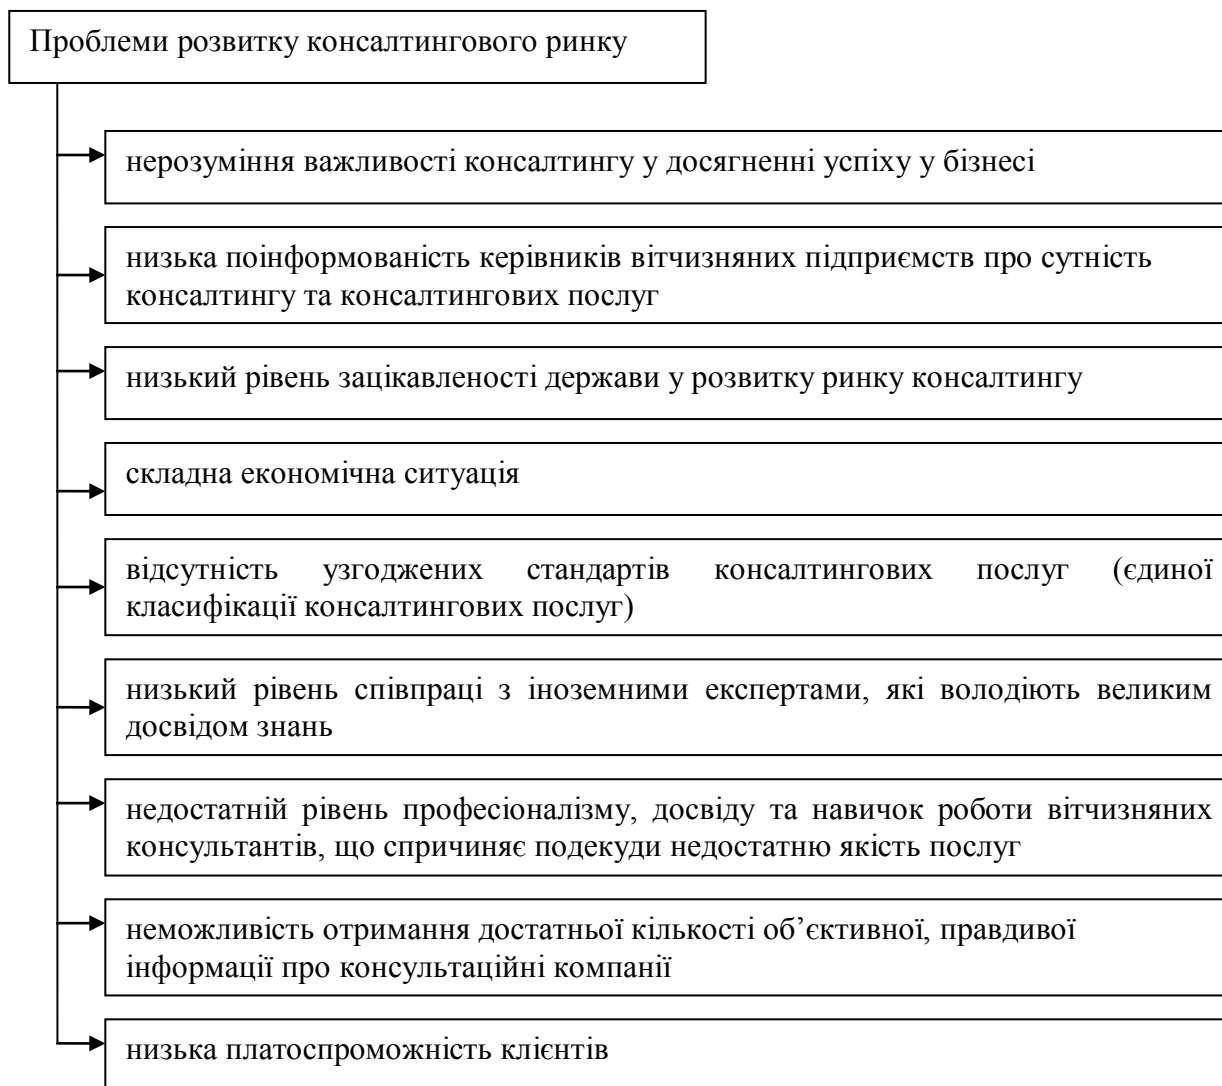 Проблеми розвитку консалтингового ринку
нерозуміння важливості консалтингу у досягненні успіху у бізнесі
низька поінформованість керівників вітчизняних підприємств про сутність
консалтингу та консалтингових послуг
низький рівень зацікавленості держави у розвитку ринку консалтингу
складна економічна ситуація
відсутність узгоджених стандартів консалтингових послуг (єдиної
класифікації консалтингових послуг)
низький рівень співпраці з іноземними експертами, які володіють великим
досвідом знань
недостатній рівень професіоналізму, досвіду та навичок роботи вітчизняних
консультантів, що спричиняє подекуди недостатню якість послуг
неможливість отримання достатньої кількості об’єктивної, правдивої
інформації про консультаційні компанії
низька платоспроможність клієнтів